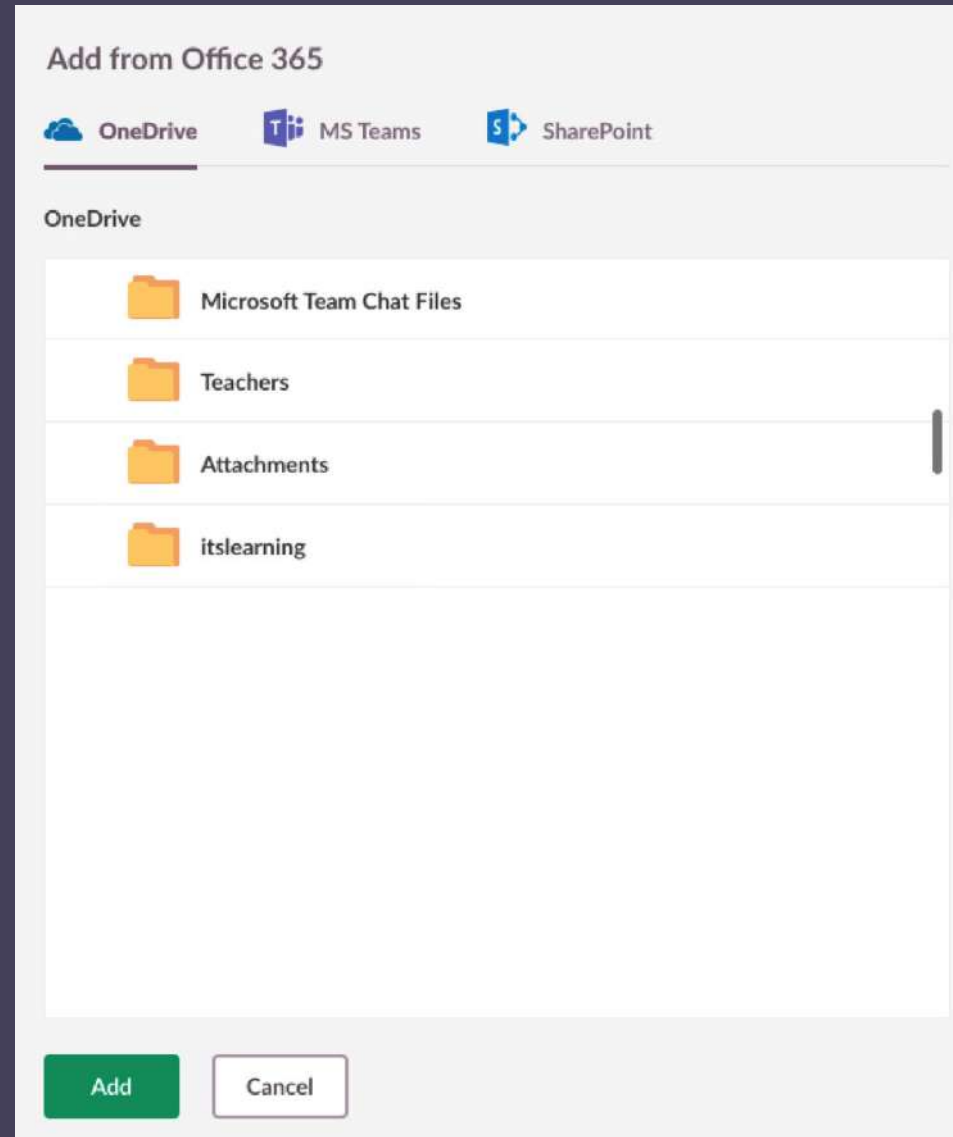 Add from Office 365
OneDrive MS Teams SharePoint
OneDrive
Microsoft Team Chat Files
Teachers
Attachments
itslearning
Add Cancel